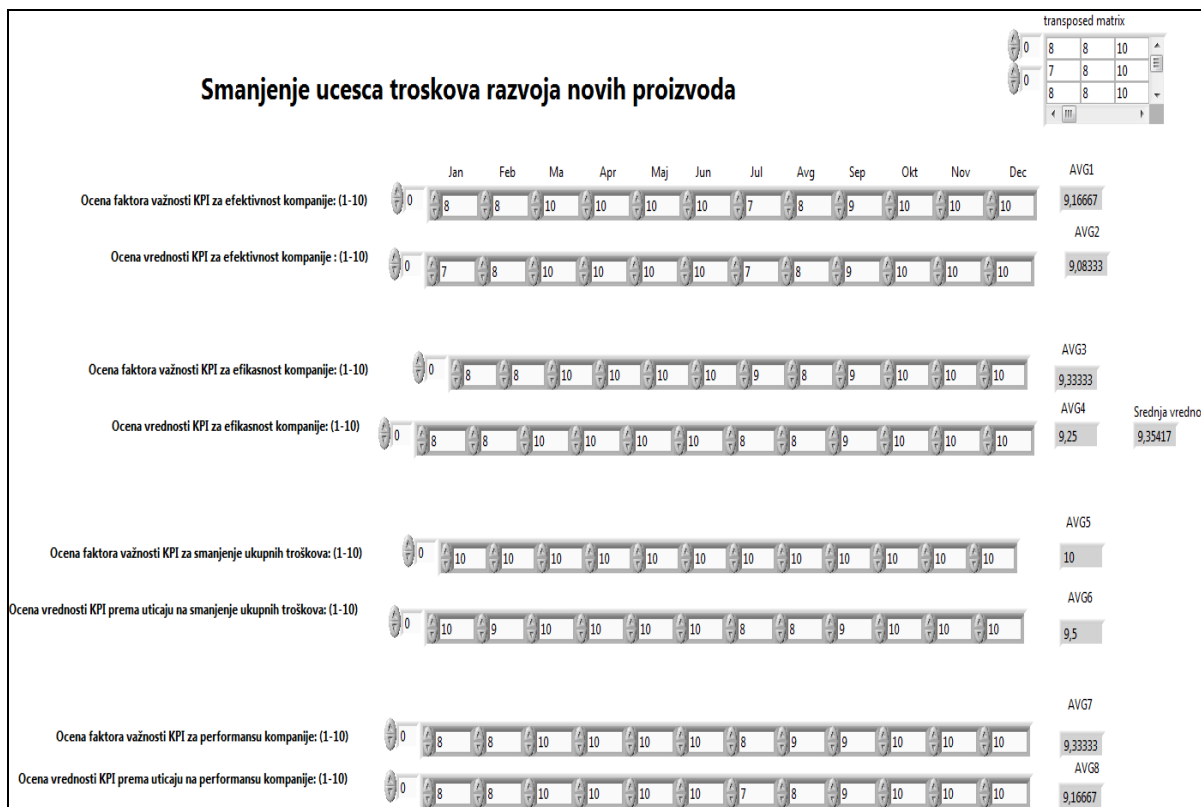 transposed matrix
0 8 8 10
7 8 10
0 8 8 10
Smanjenje ucesca troskova razvoja novih proizvoda
Jan Feb Ma Apr Maj Jun Jul Avg Sep Okt Nov Dec AVG1
Ocena faktora važnosti KPI za efektivnost kompanije: (1-10) 0 8 8 10 10 10 10 7 8 9 10 10 10 9,16667
AVG2
Ocena vrednosti KPI za efektivnost kompanije : (1-10) 0 7 8 10 10 10 10 7 8 9 10 10 10 9,08333
AVG3
Ocena faktora važnosti KPI za efikasnost kompanije: (1-10) 0 8 8 10 10 10 10 9 8 9 10 10 10 9,33333
AVG4 Srednja vredno
Ocena vrednosti KPI za efikasnost kompanije: (1-10) 0 8 8 10 10 10 10 8 8 9 10 10 10 9,25 9,35417
AVG5
Ocena faktora važnosti KPI za smanjenje ukupnih troškova: (1-10) 0 10 10 10 10 10 10 10 10 10 10 10 10 10
AVG6
Ocena vrednosti KPI prema uticaju na smanjenje ukupnih troškova: (1-10) 0 10 9 10 10 10 10 8 8 9 10 10 10 9,5
AVG7
Ocena faktora važnosti KPI za performansu kompanije: (1-10) 0 8 8 10 10 10 10 8 9 9 10 10 10 9,33333
AVG8
Ocena vrednosti KPI prema uticaju na performansu kompanije: (1-10) 0 8 8 10 10 10 10 7 8 9 10 10 10 9,16667